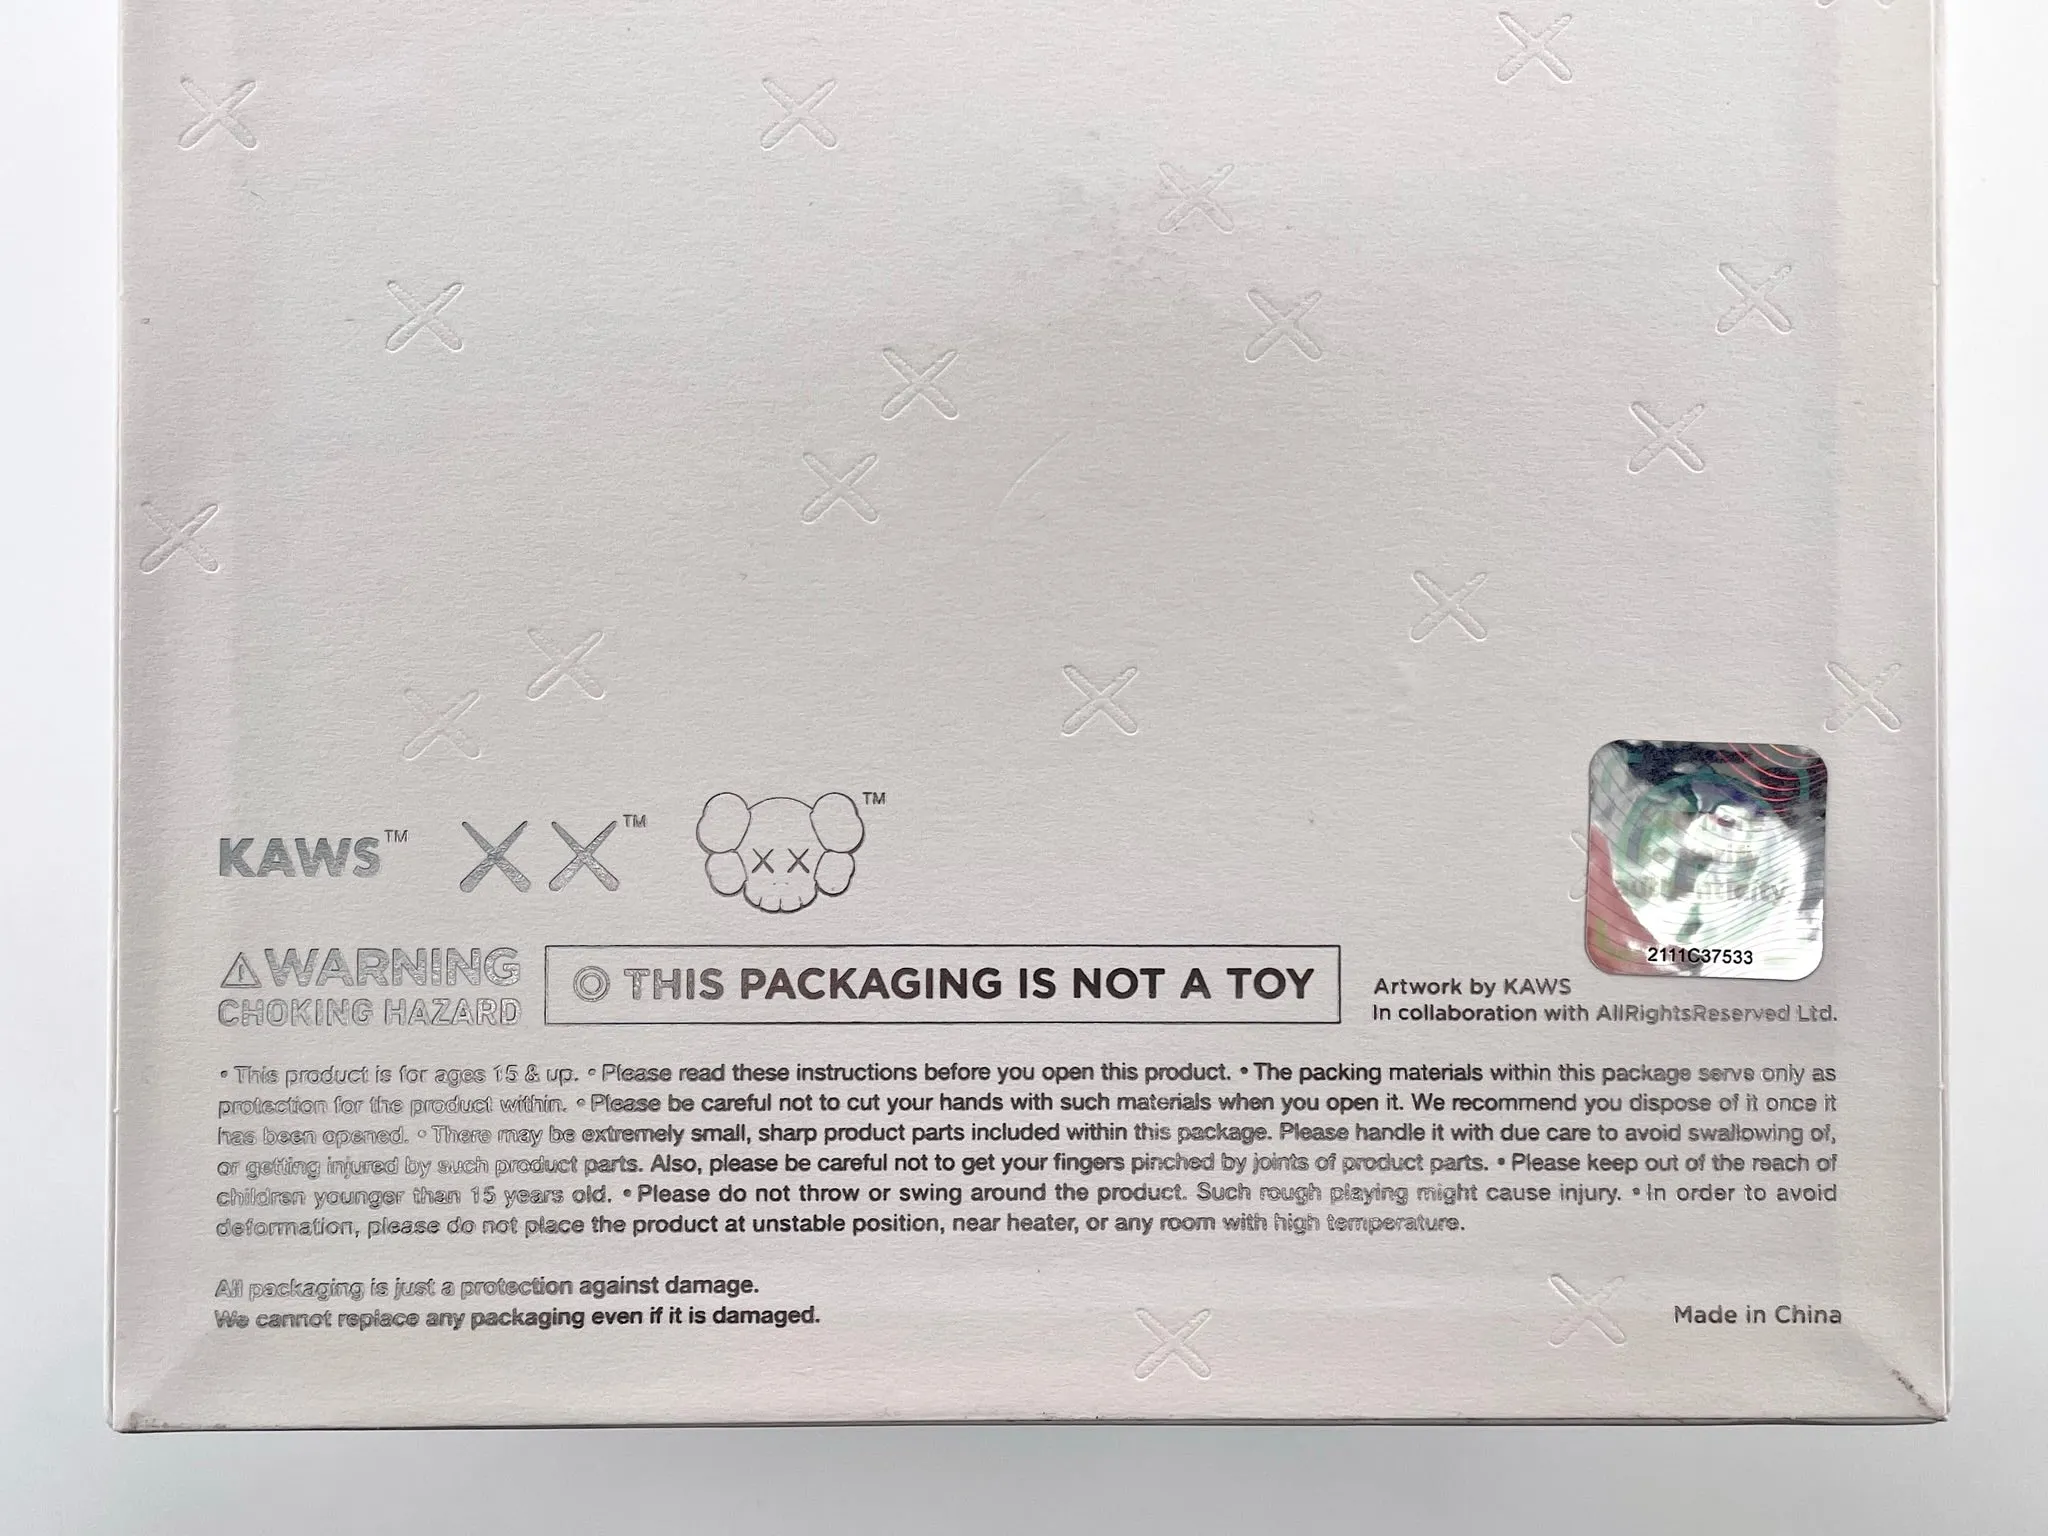 KAWS™ XX™ ™
authenticity
2111C37533
⚠WARNING
CHOKING HAZARD
THIS PACKAGING IS NOT A TOY
Artwork by KAWS
In collaboration with AllRightsReserved Ltd.
• This product is for ages 15 & up. • Please read these instructions before you open this product. • The packing materials within this package serve only as
protection for the product within. • Please be careful not to cut your hands with such materials when you open it. We recommend you dispose of it once it
has been opened. • There may be extremely small, sharp product parts included within this package. Please handle it with due care to avoid swallowing of,
or getting injured by such product parts. Also, please be careful not to get your fingers pinched by joints of product parts. • Please keep out of the reach of
children younger than 15 years old. • Please do not throw or swing around the product. Such rough playing might cause injury. • In order to avoid
deformation, please do not place the product at unstable position, near heater, or any room with high temperature.
All packaging is just a protection against damage.
We cannot replace any packaging even if it is damaged.
Made in China